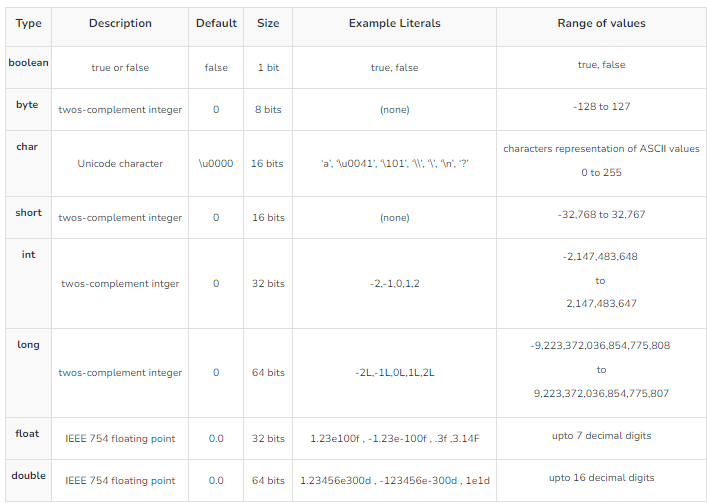 Type Description Default Size Example Literals Range of values
boolean true or false false 1 bit true, false true, false
byte twos-complement integer 0 8 bits (none) -128 to 127
char Unicode character \u0000 16 bits 'a', '\u0041', '\101', '\\', '\', '\n', '?' characters representation of ASCII values
0 to 255
short twos-complement integer 0 16 bits (none) -32,768 to 32,767
int twos-complement intger 0 32 bits -2,-1,0,1,2 -2,147,483,648
to
2,147,483,647
long twos-complement integer 0 64 bits -2L,-1L,0L,1L,2L -9,223,372,036,854,775,808
to
9,223,372,036,854,775,807
float IEEE 754 floating point 0.0 32 bits 1.23e100f , -1.23e-100f , .3f ,3.14F upto 7 decimal digits
double IEEE 754 floating point 0.0 64 bits 1.23456e300d , -123456e-300d , 1e1d upto 16 decimal digits